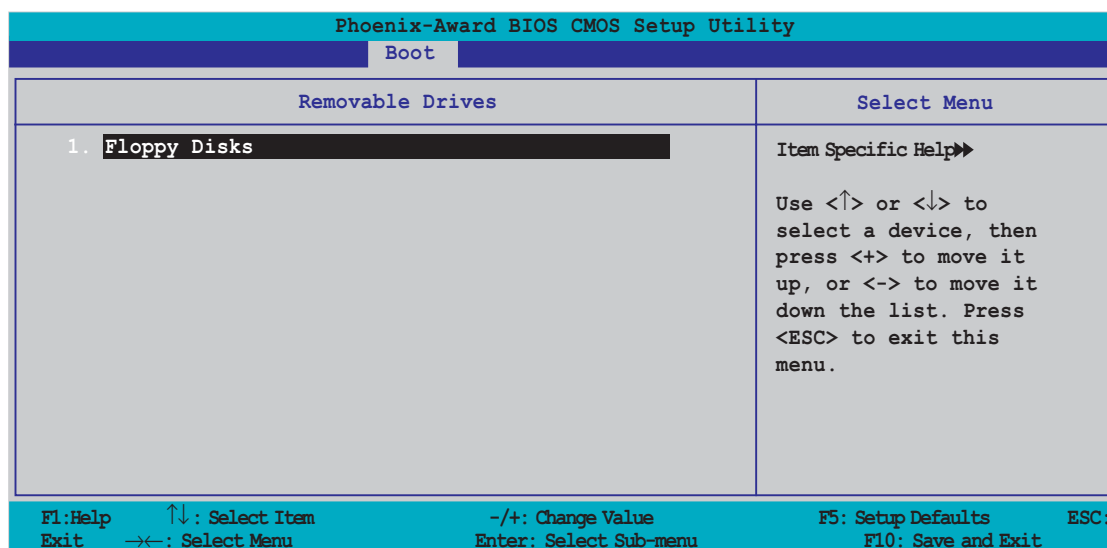 Phoenix-Award BIOS CMOS Setup Utility
Boot
Removable Drives
Select Menu
1. Floppy Disks
Item Specific Help▶▶
Use <↑> or <↓> to
select a device, then
press <+> to move it
up, or <-> to move it
down the list. Press
<ESC> to exit this
menu.
F1:Help ↑↓: Select Item -/+: Change Value F5: Setup Defaults ESC:
Exit →←: Select Menu Enter: Select Sub-menu F10: Save and Exit